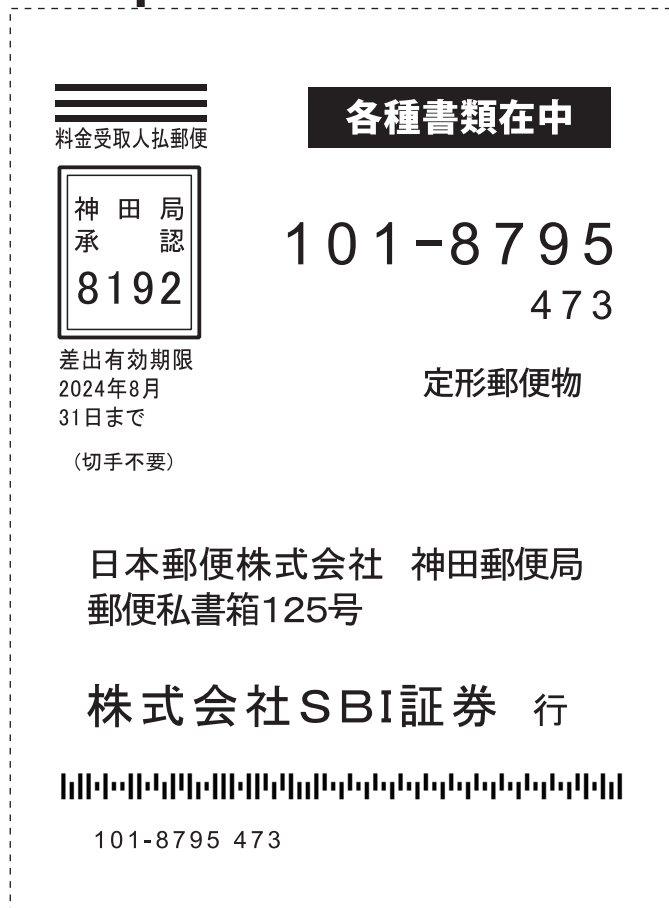 料金受取人払郵便
各種書類在中
神田局
承認
8192
101-8795
473
差出有効期限
2024年8月
31日まで
定形郵便物
（切手不要）
日本郵便株式会社　神田郵便局
郵便私書箱125号
株式会社SBI証券 行
101-8795 473